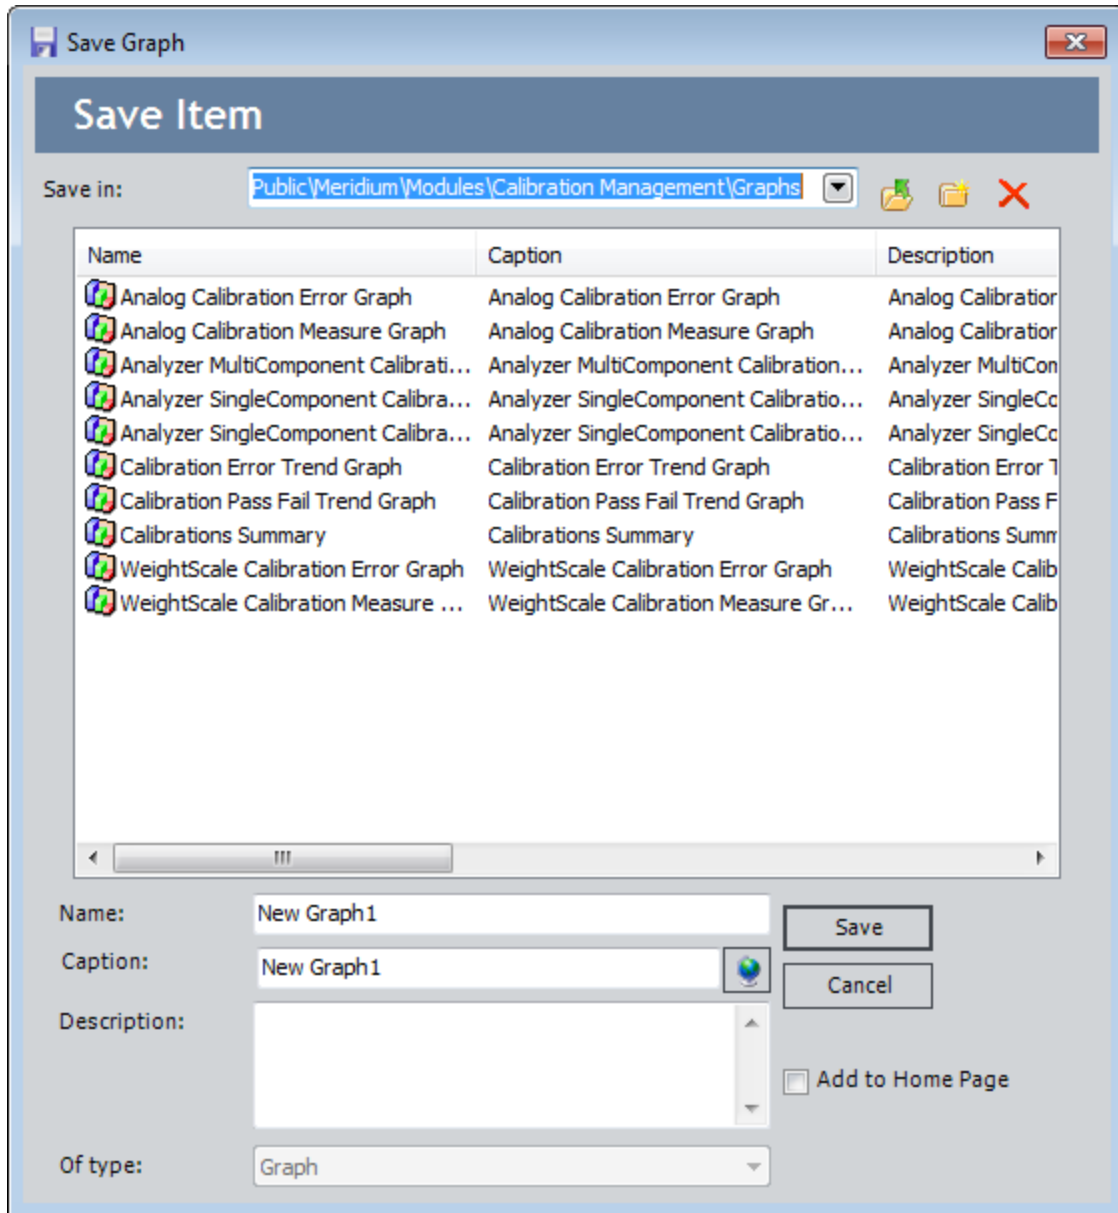 Save Graph
Save Item
Save in:
Public\Meridium\Modules\Calibration Management\Graphs
Name Caption Description
Analog Calibration Error Graph Analog Calibration Error Graph Analog Calibration
Analog Calibration Measure Graph Analog Calibration Measure Graph Analog Calibration
Analyzer MultiComponent Calibrati... Analyzer MultiComponent Calibration... Analyzer MultiCom
Analyzer SingleComponent Calibra... Analyzer SingleComponent Calibratio... Analyzer SingleCo
Analyzer SingleComponent Calibra... Analyzer SingleComponent Calibratio... Analyzer SingleCo
Calibration Error Trend Graph Calibration Error Trend Graph Calibration Error T
Calibration Pass Fail Trend Graph Calibration Pass Fail Trend Graph Calibration Pass F
Calibrations Summary Calibrations Summary Calibrations Summ
WeightScale Calibration Error Graph WeightScale Calibration Error Graph WeightScale Calib
WeightScale Calibration Measure ... WeightScale Calibration Measure Gr... WeightScale Calib
Name: New Graph1 Save
Caption: New Graph1
Cancel
Description:
Add to Home Page
Of type: Graph